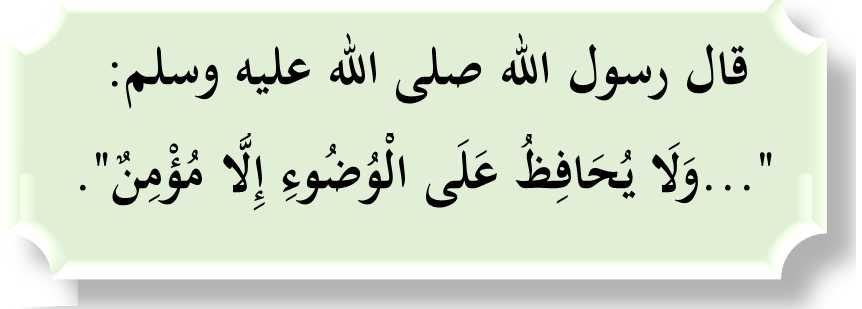 قال رسول الله صلى الله عليه وسلم:
"...وَلَا يُحَافِظُ عَلَى الْوُضُوءِ إِلَّا مُؤْمِنٌ".